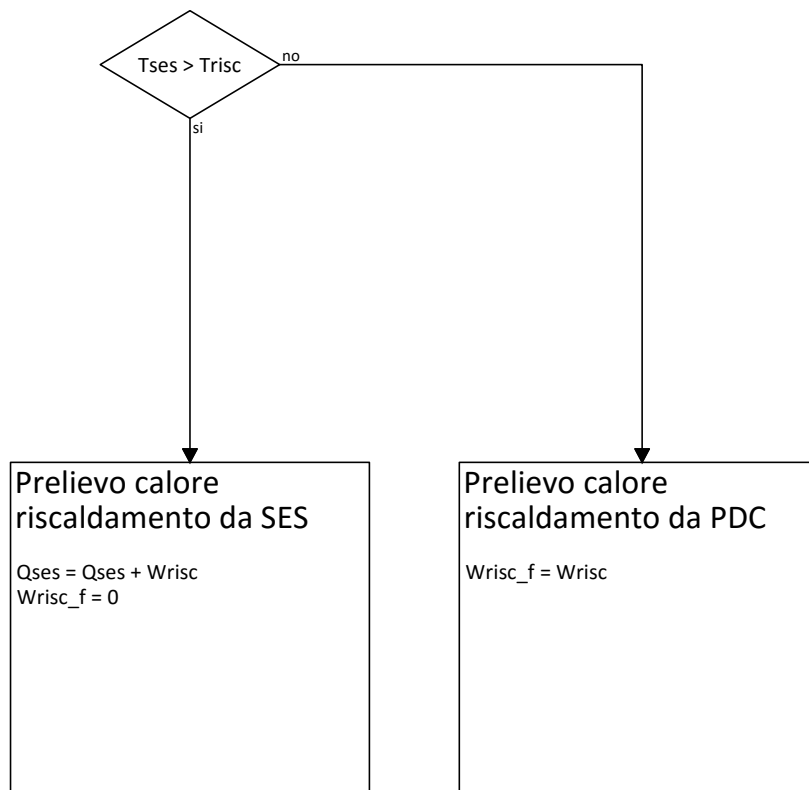 Tses > Trisc
no
si
Prelievo calore
riscaldamento da SES
Qses = Qses + Wrisc
Wrisc_f = 0
Prelievo calore
riscaldamento da PDC
Wrisc_f = Wrisc